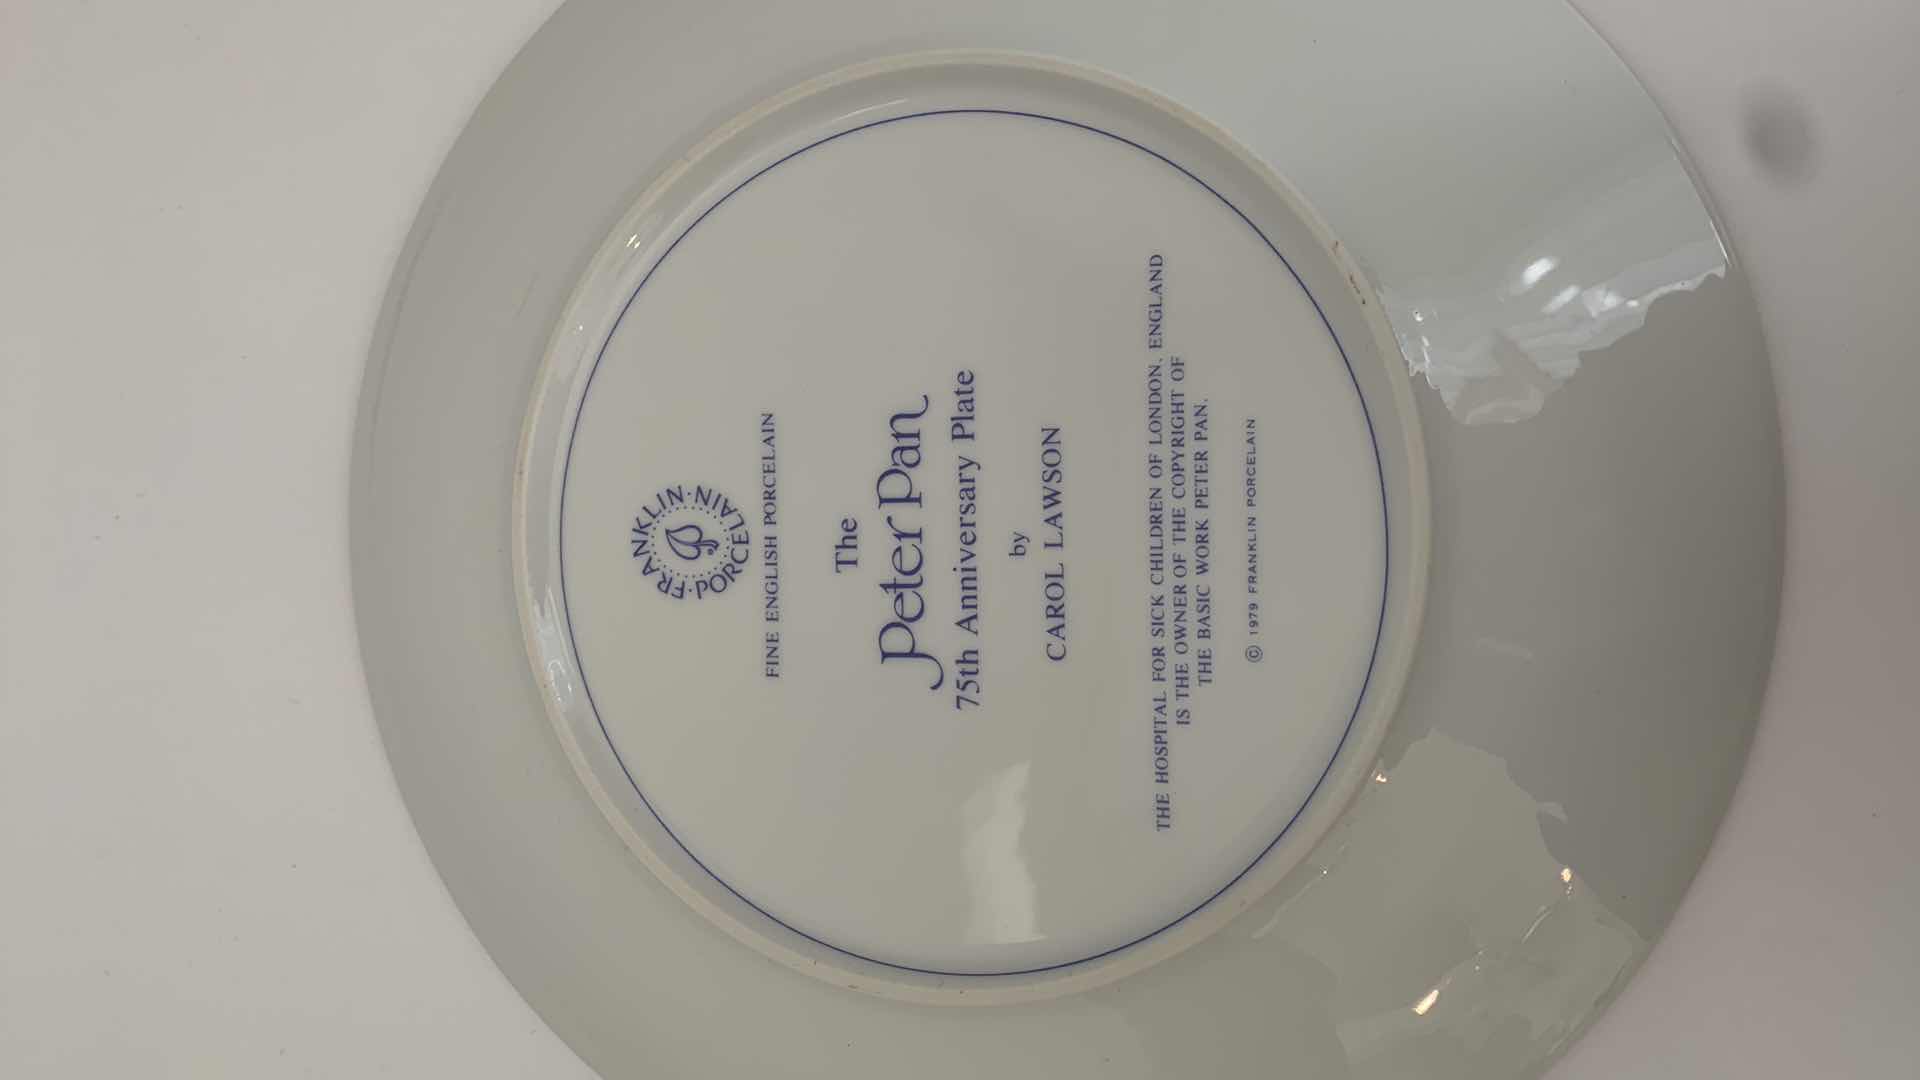 FRANKLIN · PORCELAIN ·
FINE ENGLISH PORCELAIN
The
Peter Pan
75th Anniversary Plate
by
CAROL LAWSON
THE HOSPITAL FOR SICK CHILDREN OF LONDON, ENGLAND
IS THE OWNER OF THE COPYRIGHT OF
THE BASIC WORK PETER PAN.
© 1979 FRANKLIN PORCELAIN